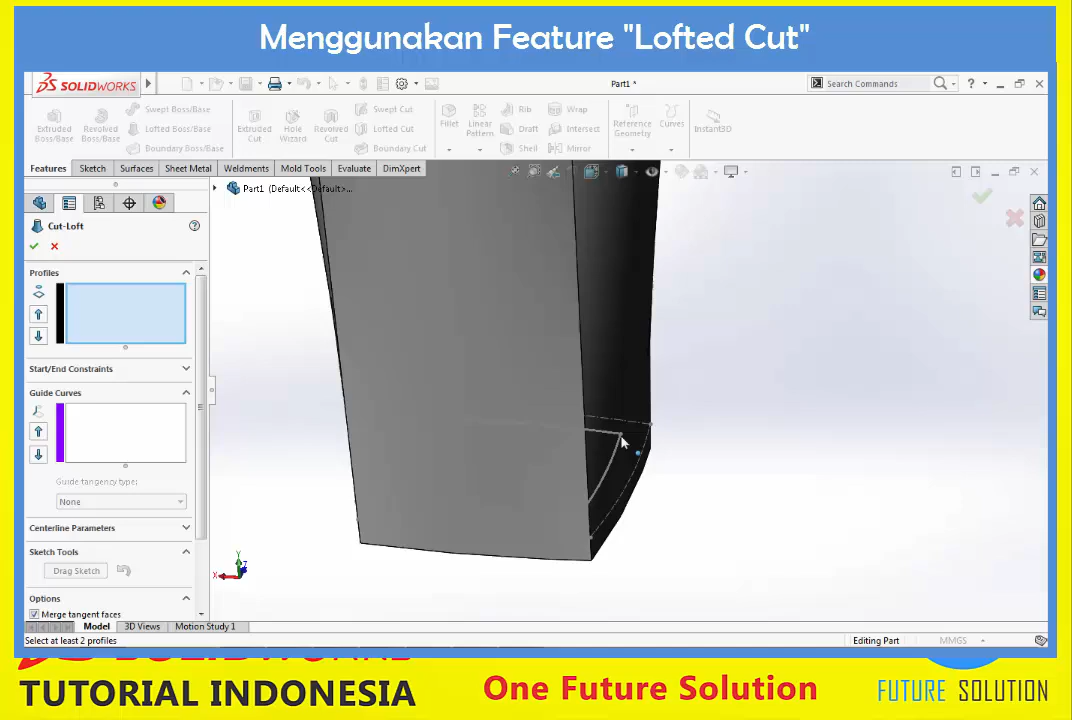 Menggunakan Feature "Lofted Cut"
SOLIDWORKS
Part1 *
Search Commands
?
Extruded Boss/Base
Revolved Boss/Base
Swept Boss/Base
Lofted Boss/Base
Boundary Boss/Base
Extruded Cut
Hole Wizard
Revolved Cut
Swept Cut
Lofted Cut
Boundary Cut
Fillet
Linear Pattern
Rib
Draft
Shell
Wrap
Intersect
Mirror
Reference Geometry
Curves
Instant3D
Features
Sketch
Surfaces
Sheet Metal
Weldments
Mold Tools
Evaluate
DimXpert
Part1 (Default<<Default>...
Cut-Loft
Profiles
Start/End Constraints
Guide Curves
Guide tangency type:
None
Centerline Parameters
Sketch Tools
Drag Sketch
Options
Merge tangent faces
Y
Z
X
Model
3D Views
Motion Study 1
Select at least 2 profiles
Editing Part
MMGS
SOLIDWORKS
TUTORIAL INDONESIA
One Future Solution
FUTURE SOLUTION